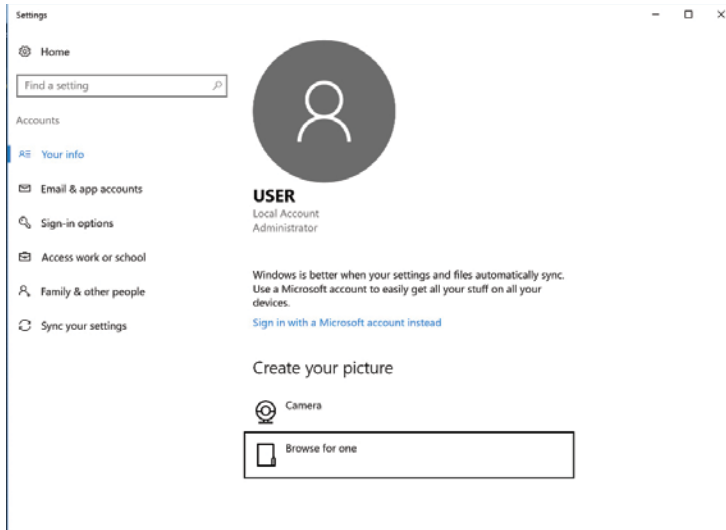 Settings
Home
Find a setting
Accounts
Your info
Email & app accounts
Sign-in options
Access work or school
Family & other people
Sync your settings
USER
Local Account
Administrator
Windows is better when your settings and files automatically sync.
Use a Microsoft account to easily get all your stuff on all your
devices.
Sign in with a Microsoft account instead
Create your picture
Camera
Browse for one